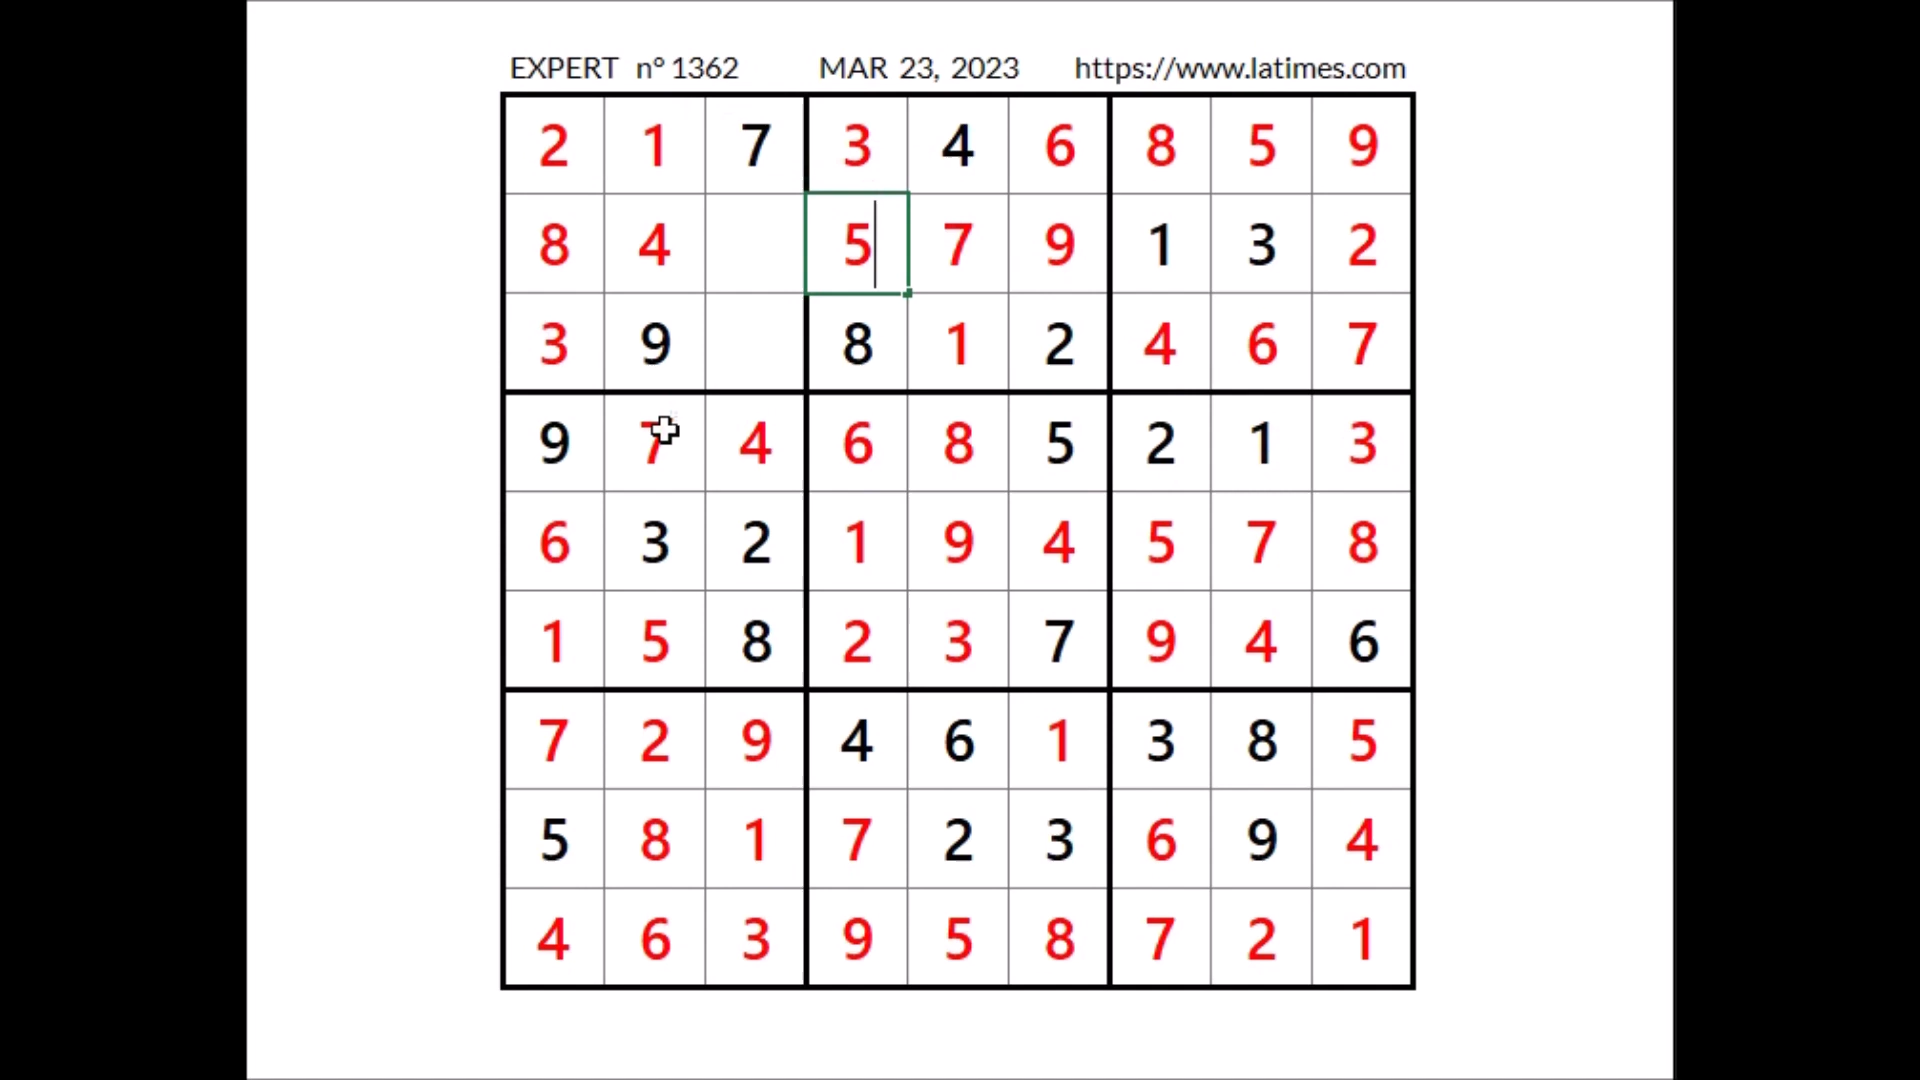 EXPERT n° 1362 MAR 23, 2023 https://www.latimes.com
2 1 7 3 4 6 8 5 9
8 4 5 7 9 1 3 2
3 9 8 1 2 4 6 7
9 7 4 6 8 5 2 1 3
6 3 2 1 9 4 5 7 8
1 5 8 2 3 7 9 4 6
7 2 9 4 6 1 3 8 5
5 8 1 7 2 3 6 9 4
4 6 3 9 5 8 7 2 1